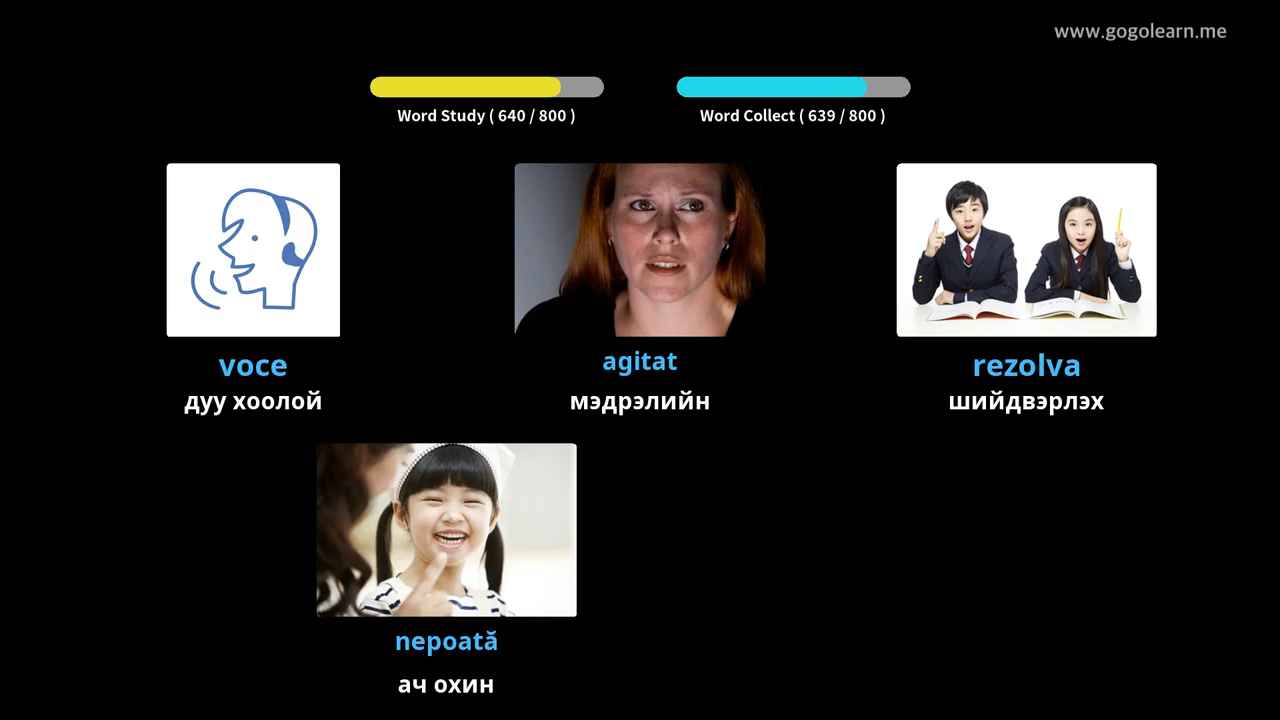 www.gogolearn.me
Word Study ( 640 / 800 )
Word Collect ( 639 / 800 )
voce
дуу хоолой
agitat
мэдрэлийн
rezolva
шийдвэрлэх
nepoată
ач охин